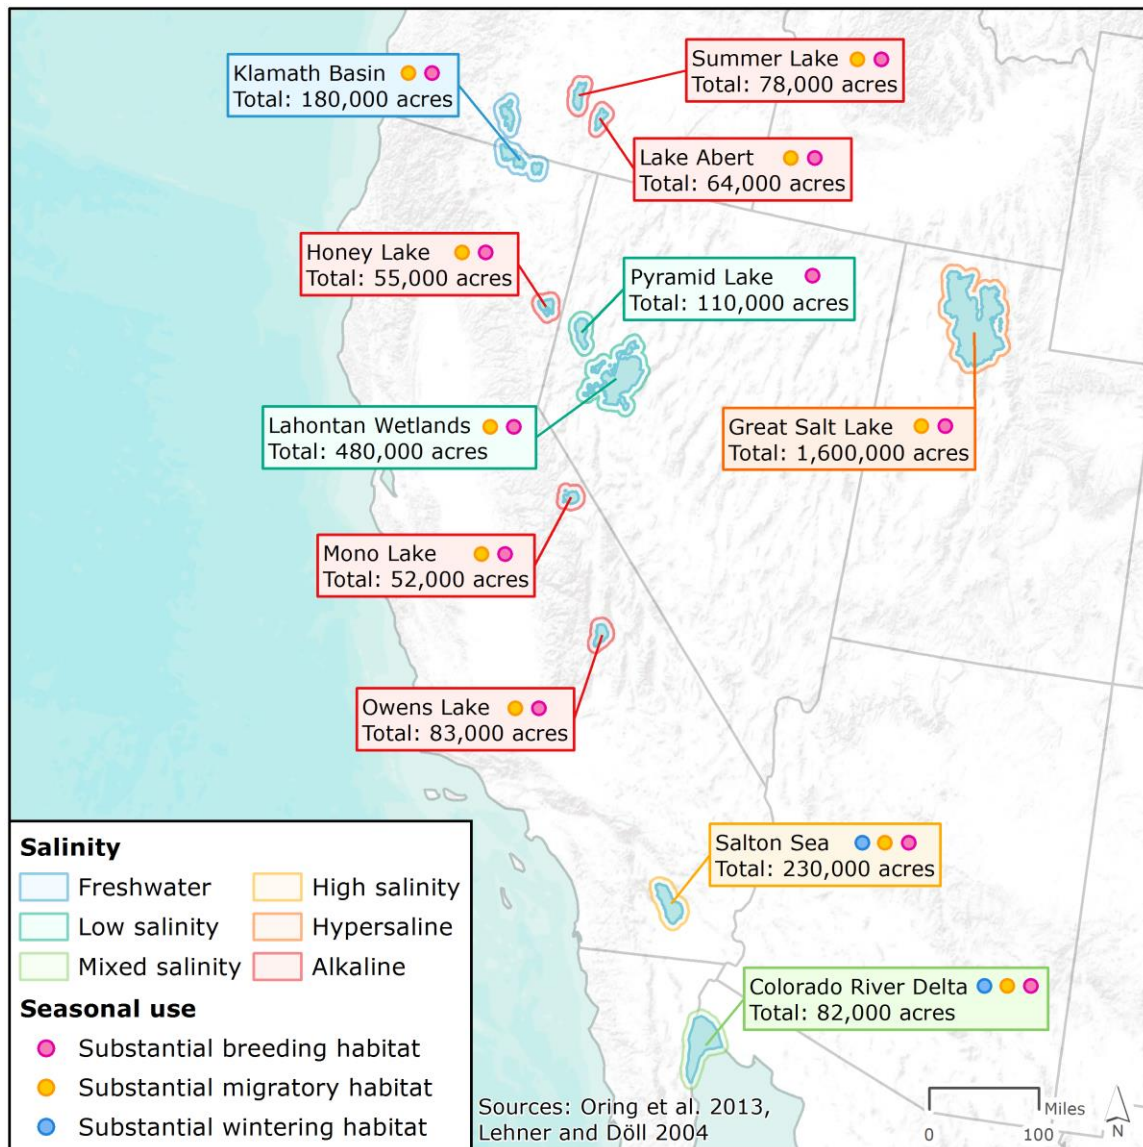 Klamath Basin
Total: 180,000 acres
Summer Lake
Total: 78,000 acres
Lake Abert
Total: 64,000 acres
Honey Lake
Total: 55,000 acres
Pyramid Lake
Total: 110,000 acres
Lahontan Wetlands
Total: 480,000 acres
Great Salt Lake
Total: 1,600,000 acres
Mono Lake
Total: 52,000 acres
Owens Lake
Total: 83,000 acres
Salton Sea
Total: 230,000 acres
Colorado River Delta
Total: 82,000 acres
Salinity
Freshwater
High salinity
Low salinity
Hypersaline
Mixed salinity
Alkaline
Seasonal use
Substantial breeding habitat
Substantial migratory habitat
Substantial wintering habitat
Sources: Oring et al. 2013,
Lehner and Döll 2004
Miles
0 100
N